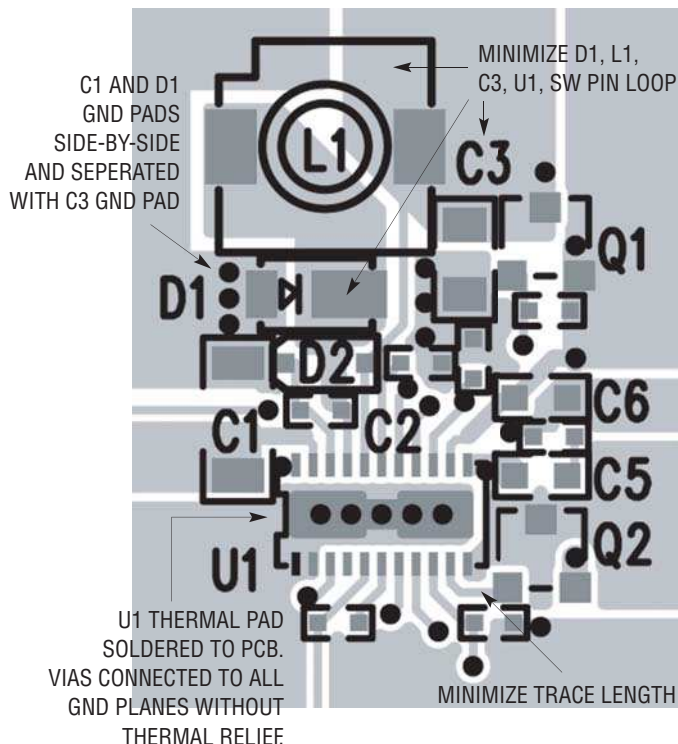 C1 AND D1
GND PADS
SIDE-BY-SIDE
AND SEPERATED
WITH C3 GND PAD
MINIMIZE D1, L1,
C3, U1, SW PIN LOOP
L1
C3
Q1
D1
D2
C6
C1
C2
C5
U1
Q2
U1 THERMAL PAD
SOLDERED TO PCB.
VIAS CONNECTED TO ALL
GND PLANES WITHOUT
THERMAL RELIEF.
MINIMIZE TRACE LENGTH